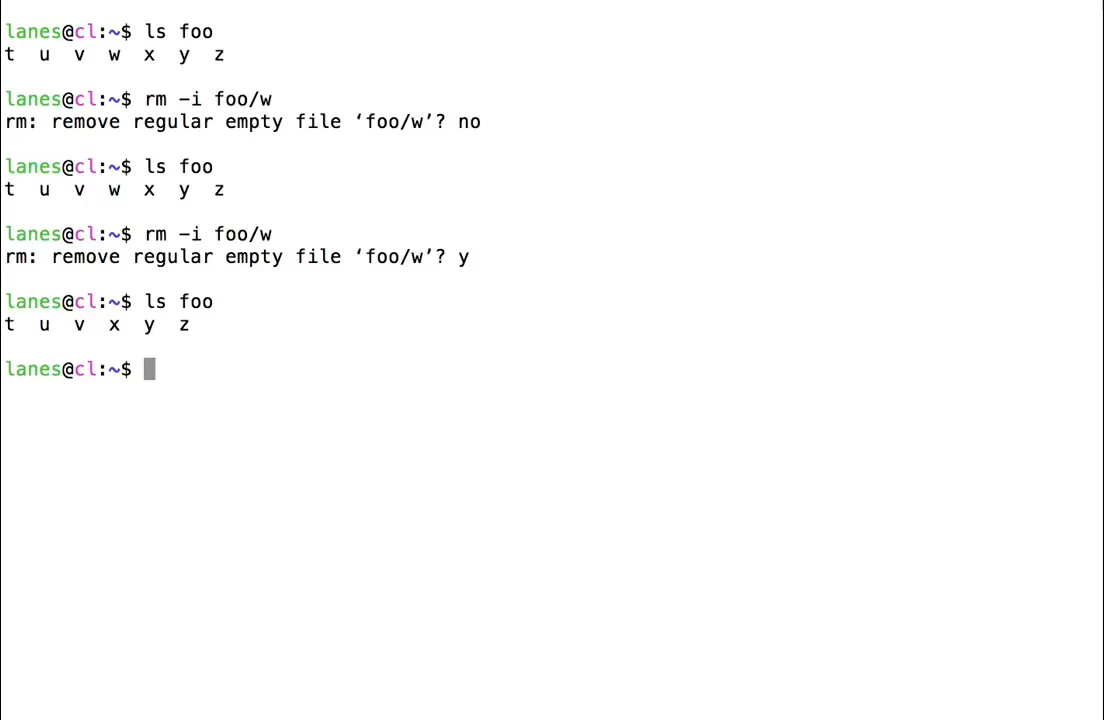 lanes@cl:~$ ls foo
t  u  v  w  x  y  z
lanes@cl:~$ rm -i foo/w
rm: remove regular empty file ‘foo/w’? no
lanes@cl:~$ ls foo
t  u  v  w  x  y  z
lanes@cl:~$ rm -i foo/w
rm: remove regular empty file ‘foo/w’? y
lanes@cl:~$ ls foo
t  u  v  x  y  z
lanes@cl:~$